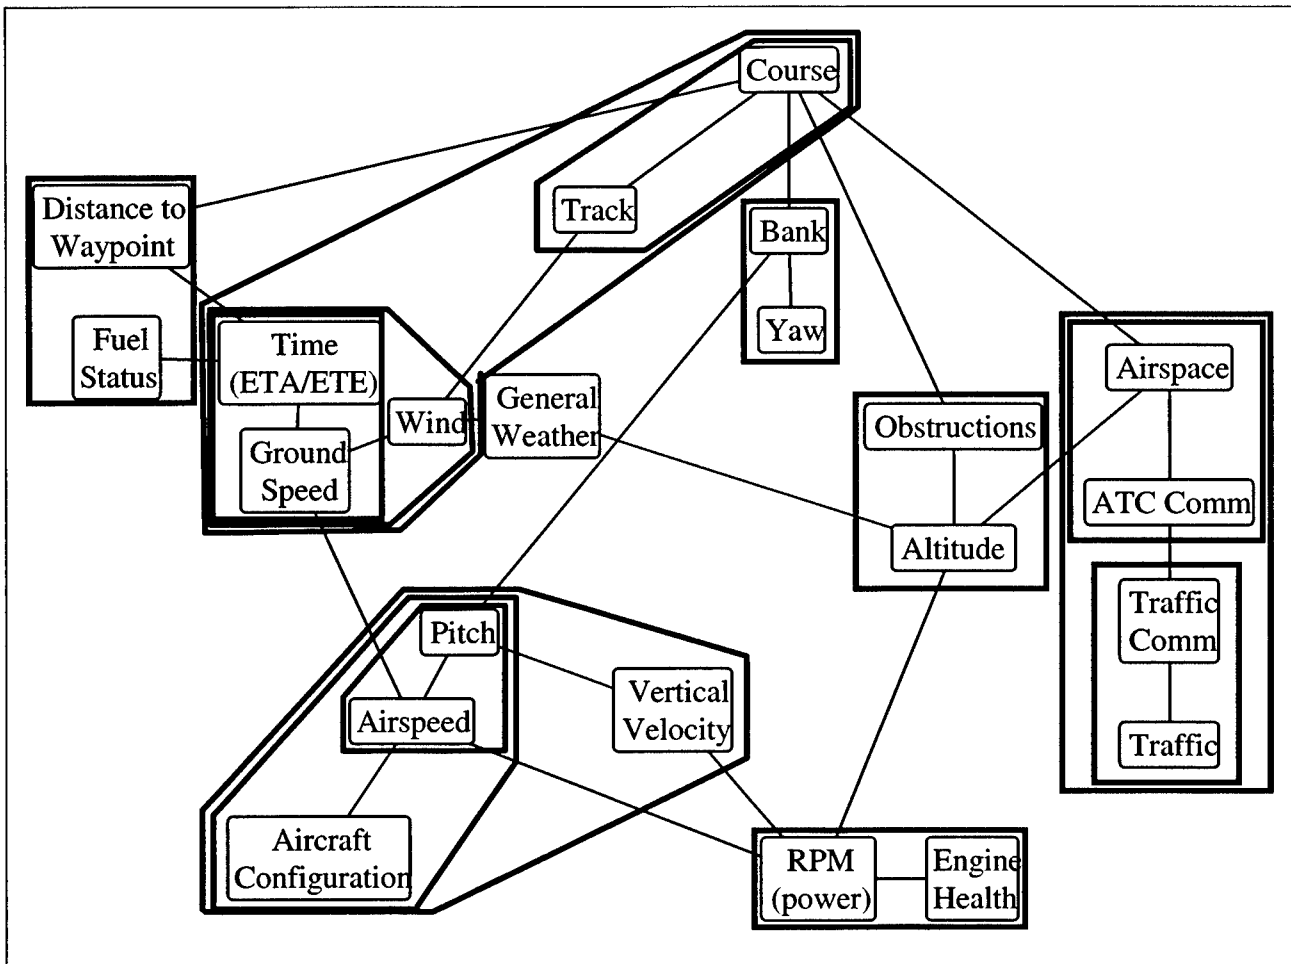 Course
Distance to
Waypoint
Track
Bank
Yaw
Fuel
Status
Time
(ETA/ETE)
Wind
General
Weather
Ground
Speed
Airspace
Obstructions
ATC Comm
Altitude
Traffic
Comm
Pitch
Vertical
Velocity
Airspeed
Traffic
Aircraft
Configuration
RPM
(power)
Engine
Health